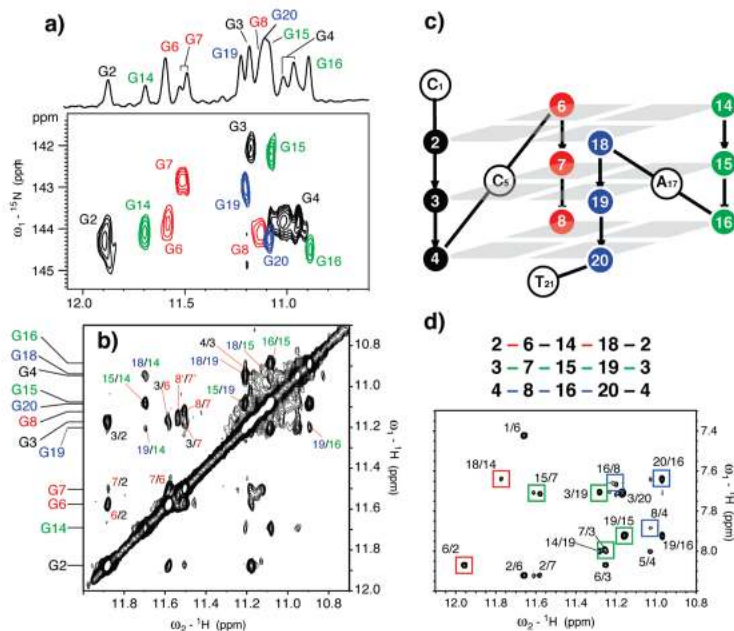 a)
G2
G14
G6
G7
G19
G3
G8
G20
G15
G4
G16
ppm
142
143
144
145
ω1 - 15N (ppm)
G2
G14
G7
G6
G3
G15
G19
G8
G20
G4
G16
12.0
11.5
11.0
b)
G16
G18
G4
G15
G20
G8
G3
G19
G7
G6
G14
G2
18/14
15/14
3/6
8'/7'
8/7
4/3
18/19
18/15
16/15
15/19
3/2
19/14
3/7
19/16
7/2
7/6
6/2
10.8
11.0
11.2
11.4
11.6
11.8
12.0
ω1 - 1H (ppm)
11.8
11.6
11.4
11.2
11.0
ω2 - 1H (ppm)
c)
C1
2
3
4
C5
6
7
8
18
19
20
T21
A17
14
15
16
d)
2 – 6 – 14 – 18 – 2
3 – 7 – 15 – 19 – 3
4 – 8 – 16 – 20 – 4
1/6
18/14
15/7
16/8
20/16
3/19
3/20
8/4
7/3
19/15
14/19
19/16
6/2
2/6
2/7
6/3
5/4
7.4
7.6
7.8
8.0
ω1 - 1H (ppm)
12.0
11.8
11.6
11.4
11.2
11.0
ω2 - 1H (ppm)